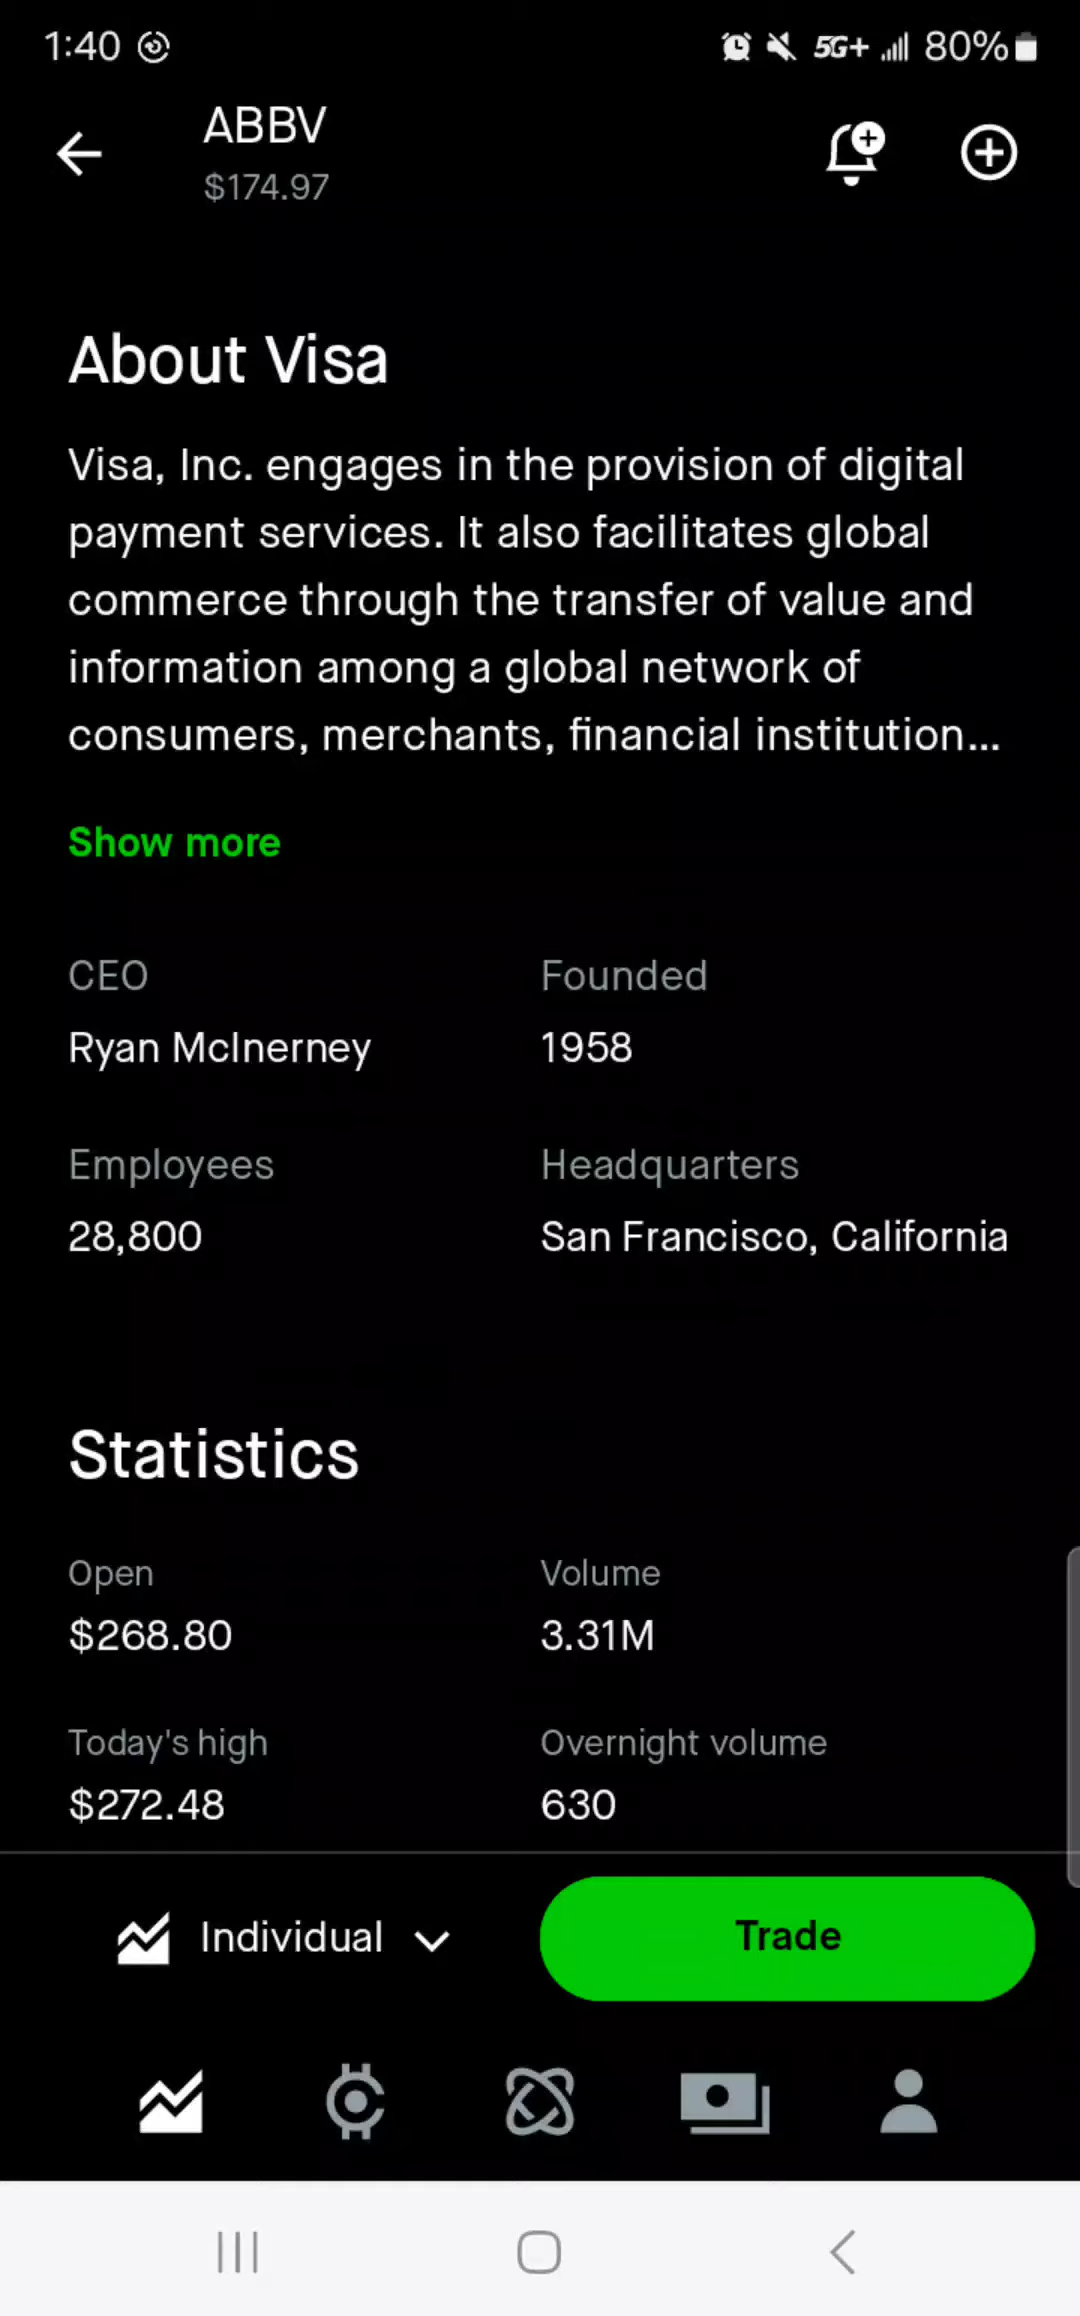 1:40
5G+ 80%
ABBV
$174.97
About Visa
Visa, Inc. engages in the provision of digital
payment services. It also facilitates global
commerce through the transfer of value and
information among a global network of
consumers, merchants, financial institution...
Show more
CEO
Ryan McInerney
Founded
1958
Employees
28,800
Headquarters
San Francisco, California
Statistics
Open
$268.80
Volume
3.31M
Today's high
$272.48
Overnight volume
630
Individual
Trade